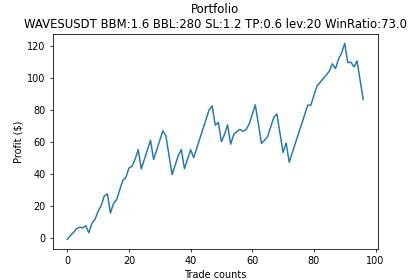 Portfolio
WAVESUSDT BBM:1.6 BBL:280 SL:1.2 TP:0.6 lev:20 WinRatio:73.0
120
100
80
60
40
20
0
Profit ($)
0 20 40 60 80 100
Trade counts